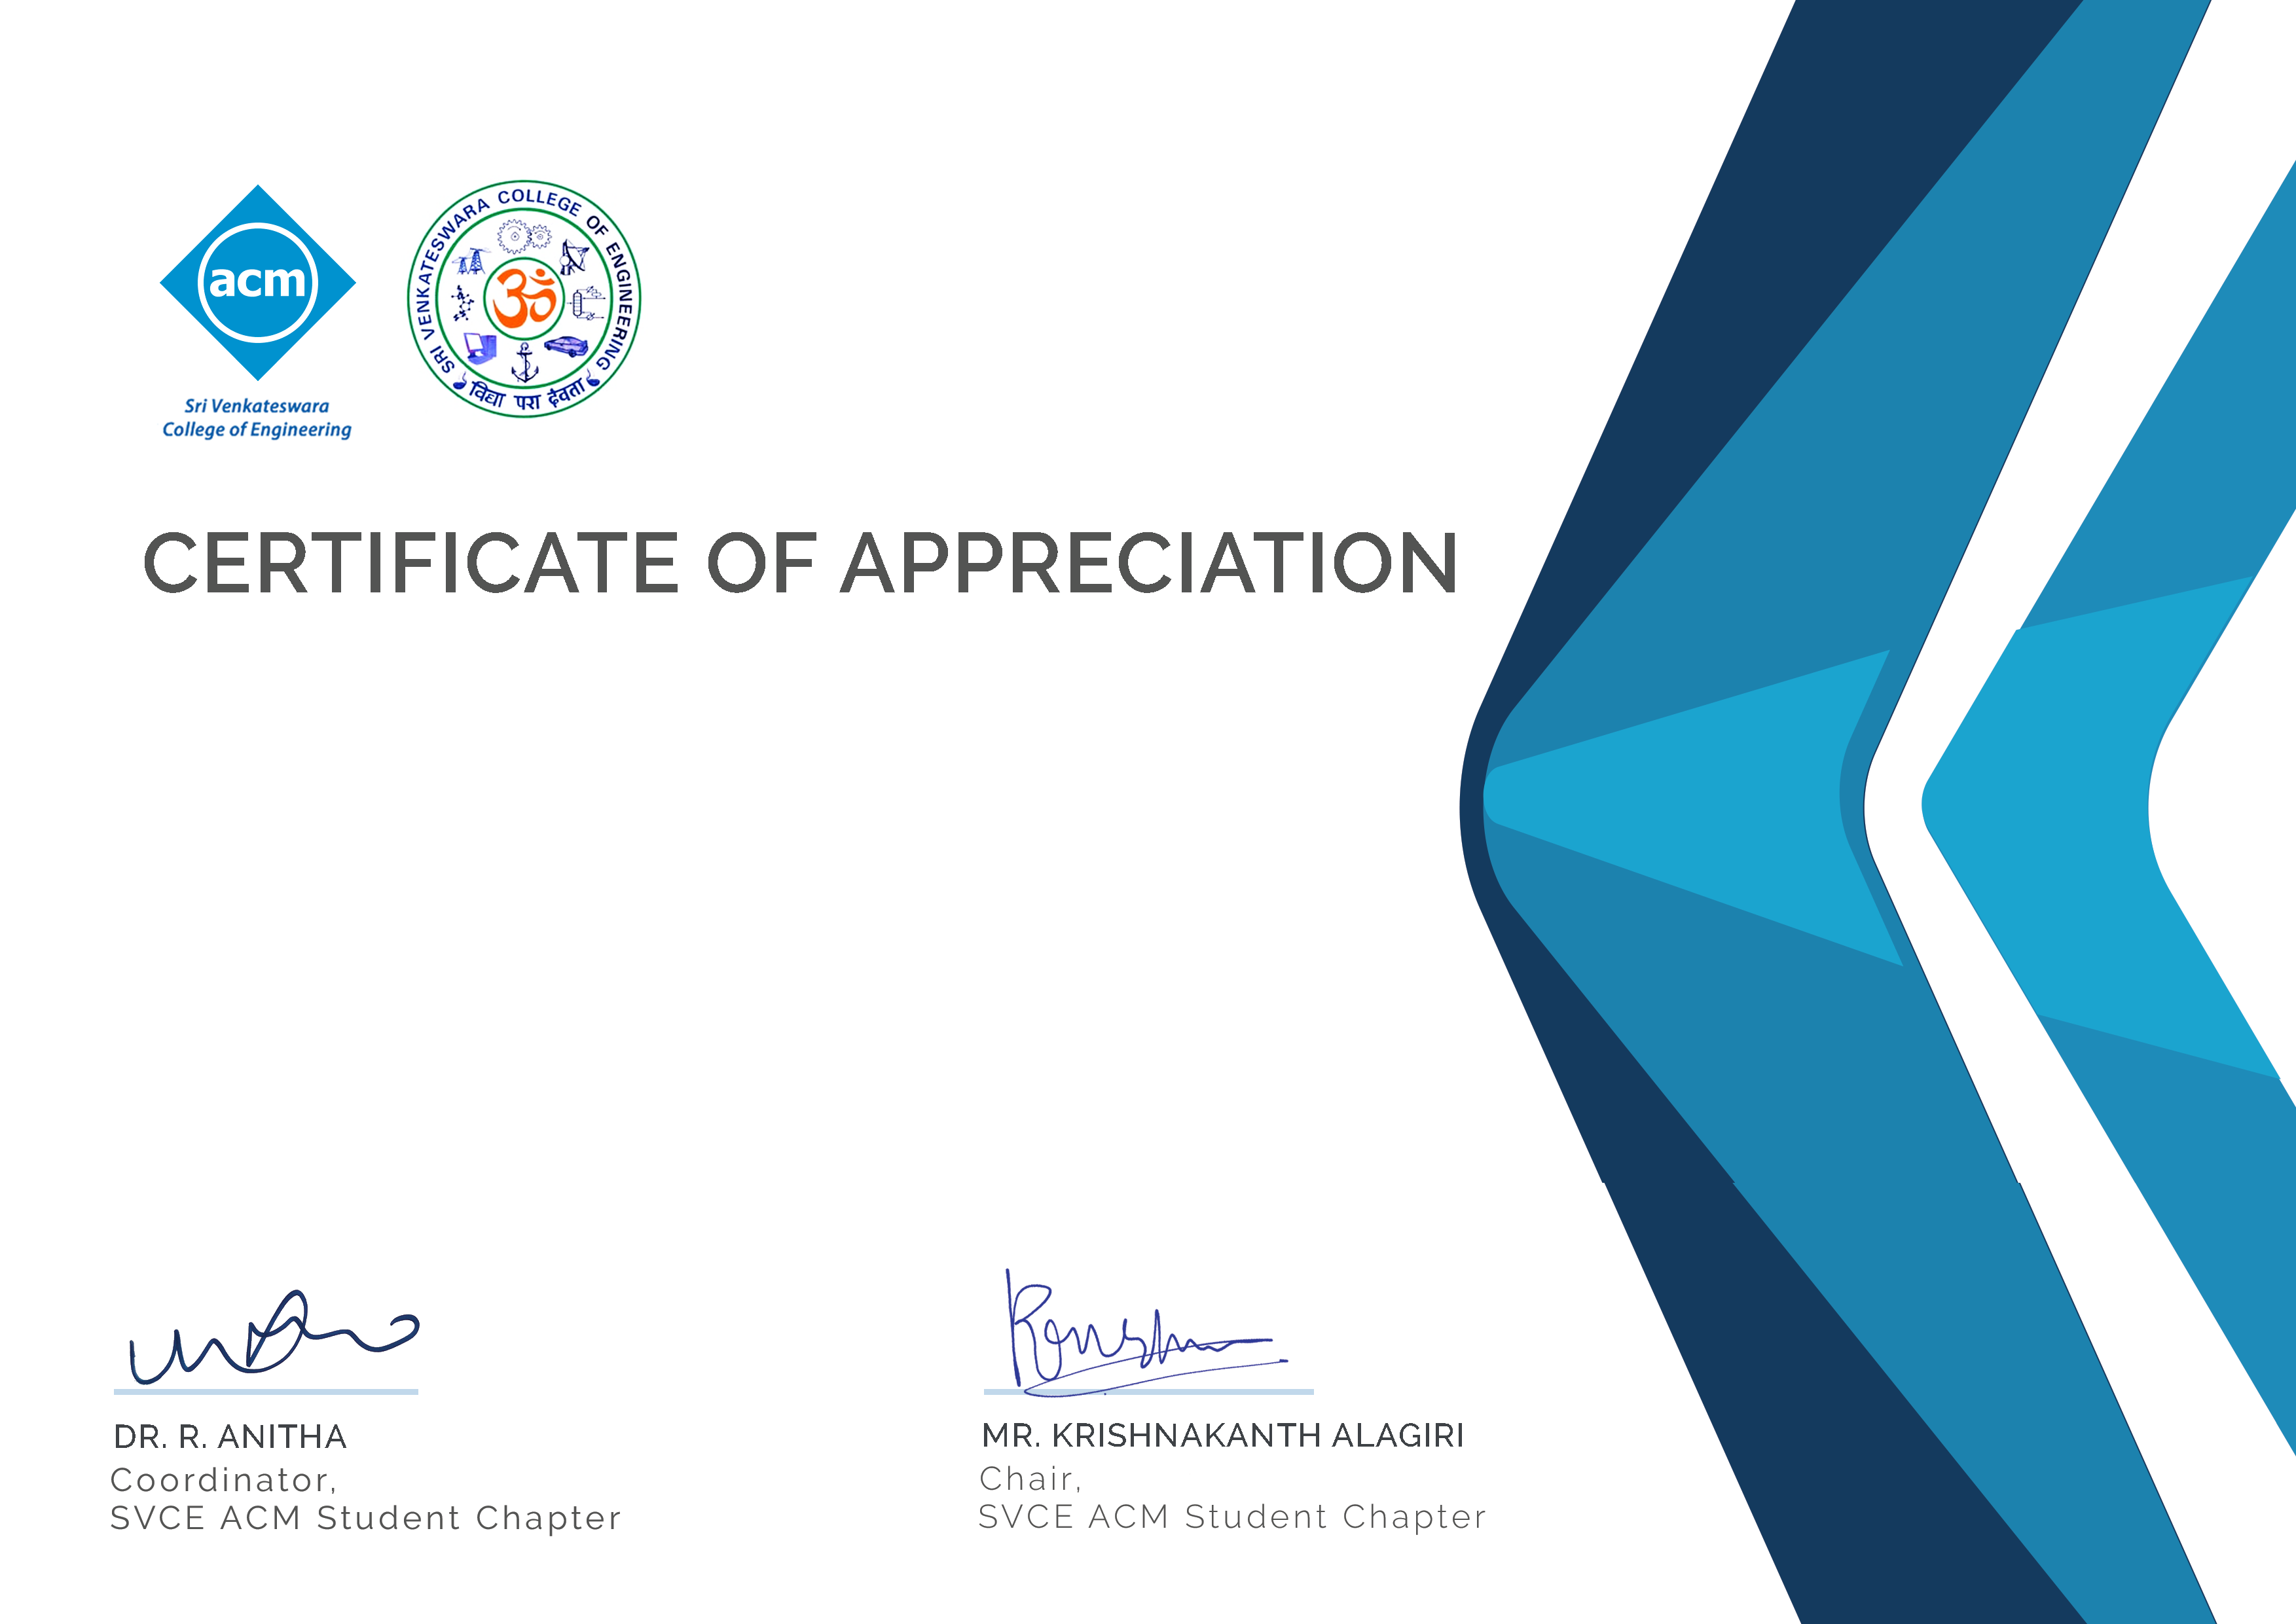 acm
Sri Venkateswara
College of Engineering
SRI VENKATESWARA COLLEGE OF ENGINEERING
विद्या परा देवता
CERTIFICATE OF APPRECIATION
DR. R. ANITHA
Coordinator,
SVCE ACM Student Chapter
MR. KRISHNAKANTH ALAGIRI
Chair,
SVCE ACM Student Chapter